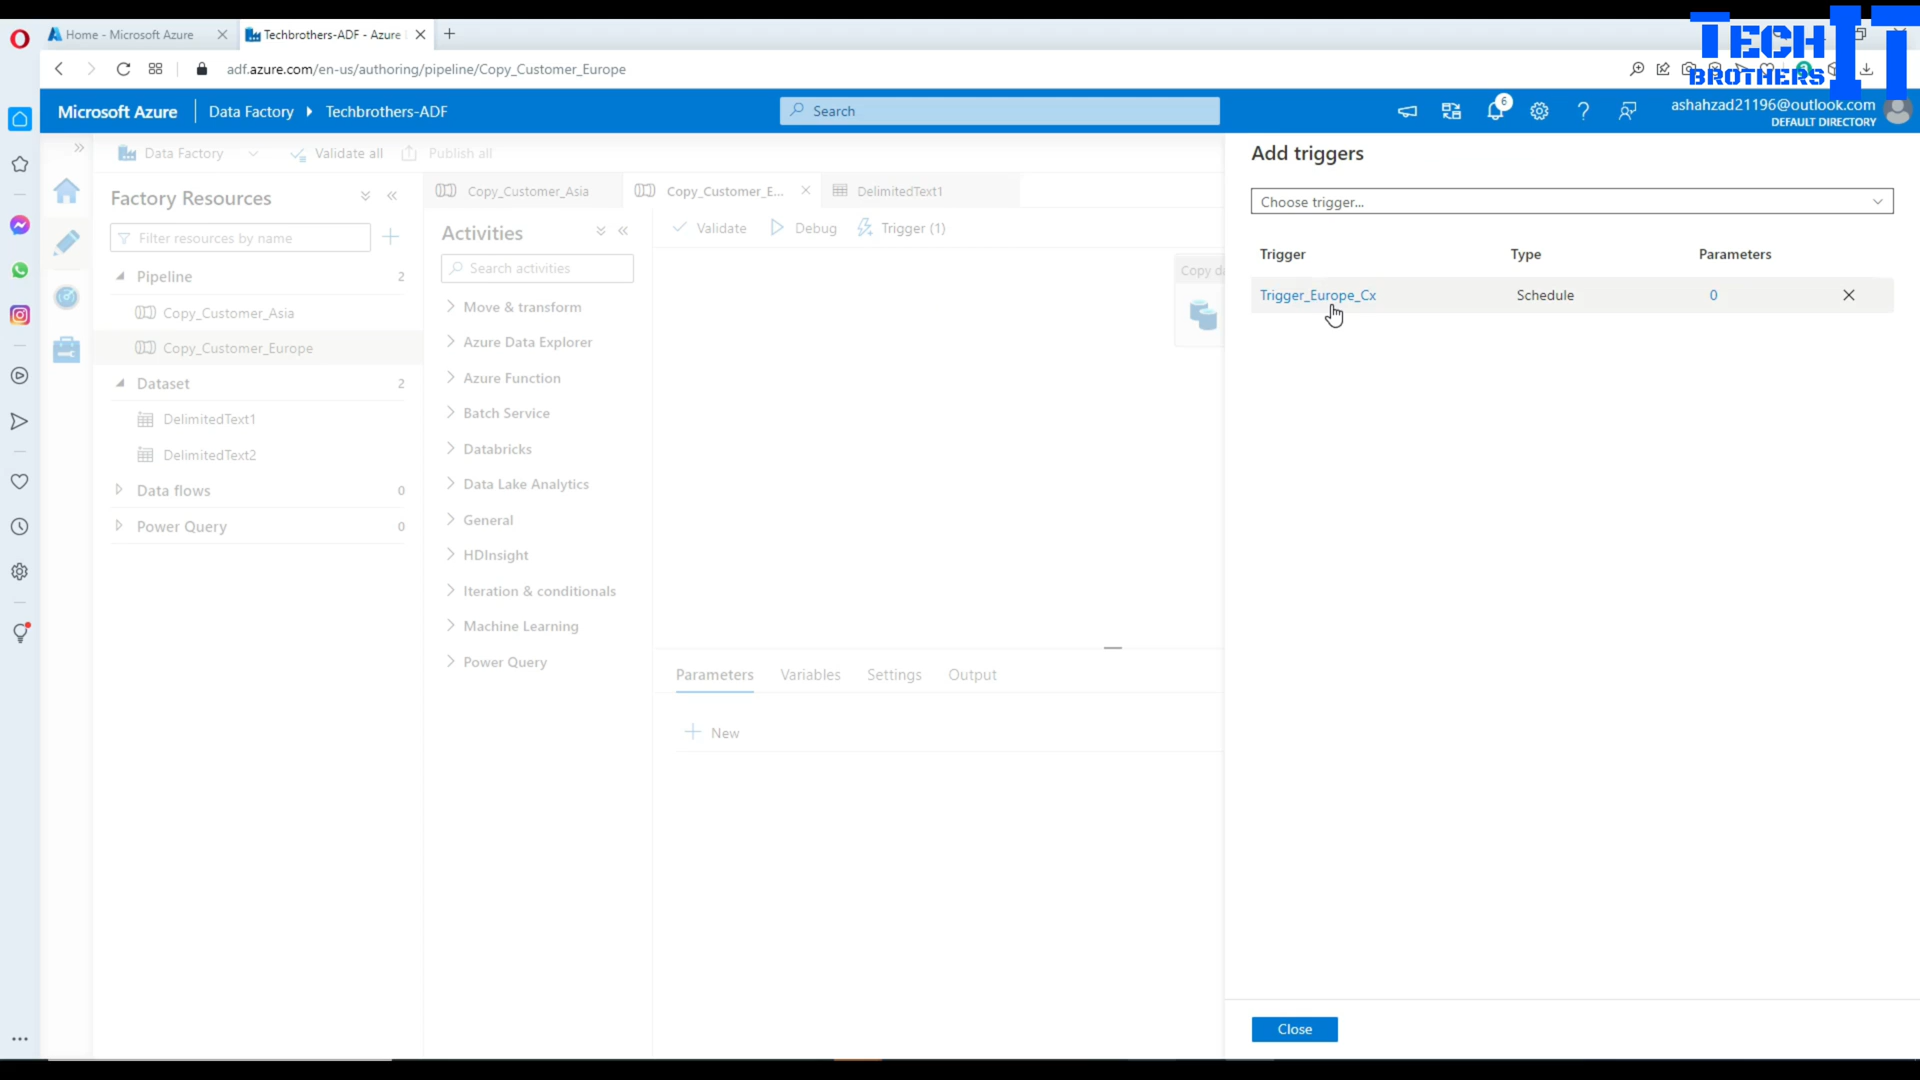 Home - Microsoft Azure
Techbrothers-ADF - Azure
TECH IT
BROTHERS
adf.azure.com/en-us/authoring/pipeline/Copy_Customer_Europe
Microsoft Azure
Data Factory
Techbrothers-ADF
Search
6
ashahzad21196@outlook.com
DEFAULT DIRECTORY
Data Factory
Validate all
Publish all
Add triggers
Factory Resources
Copy_Customer_Asia
Copy_Customer_E...
DelimitedText1
Choose trigger...
Filter resources by name
Activities
Validate
Debug
Trigger (1)
Search activities
Trigger
Type
Parameters
Copy d
Trigger_Europe_Cx
Schedule
0
Pipeline
2
Copy_Customer_Asia
Copy_Customer_Europe
Dataset
2
DelimitedText1
DelimitedText2
Data flows
0
Power Query
0
Move & transform
Azure Data Explorer
Azure Function
Batch Service
Databricks
Data Lake Analytics
General
HDInsight
Iteration & conditionals
Machine Learning
Power Query
Parameters
Variables
Settings
Output
New
Close